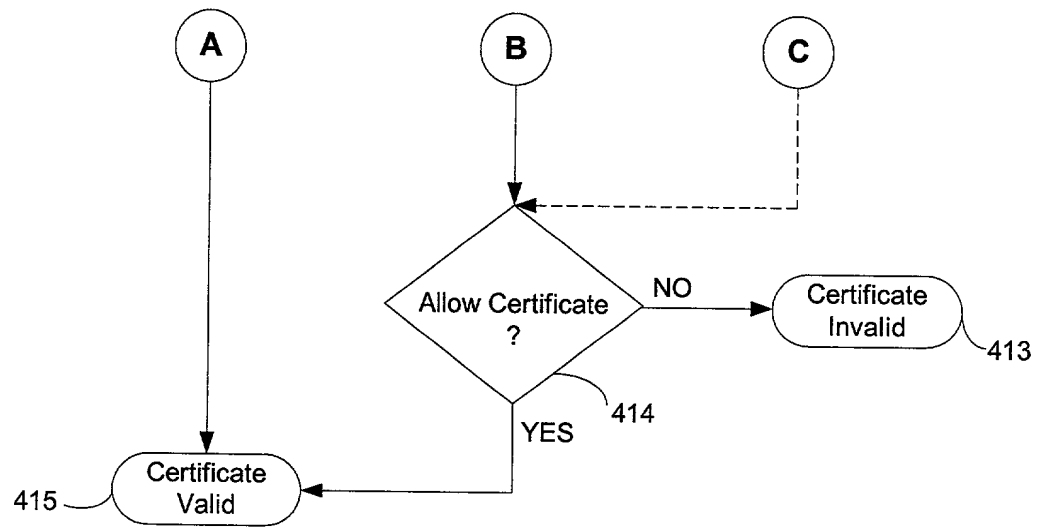 A
B
C
Allow Certificate
?
NO
Certificate
Invalid
413
414
YES
Certificate
Valid
415